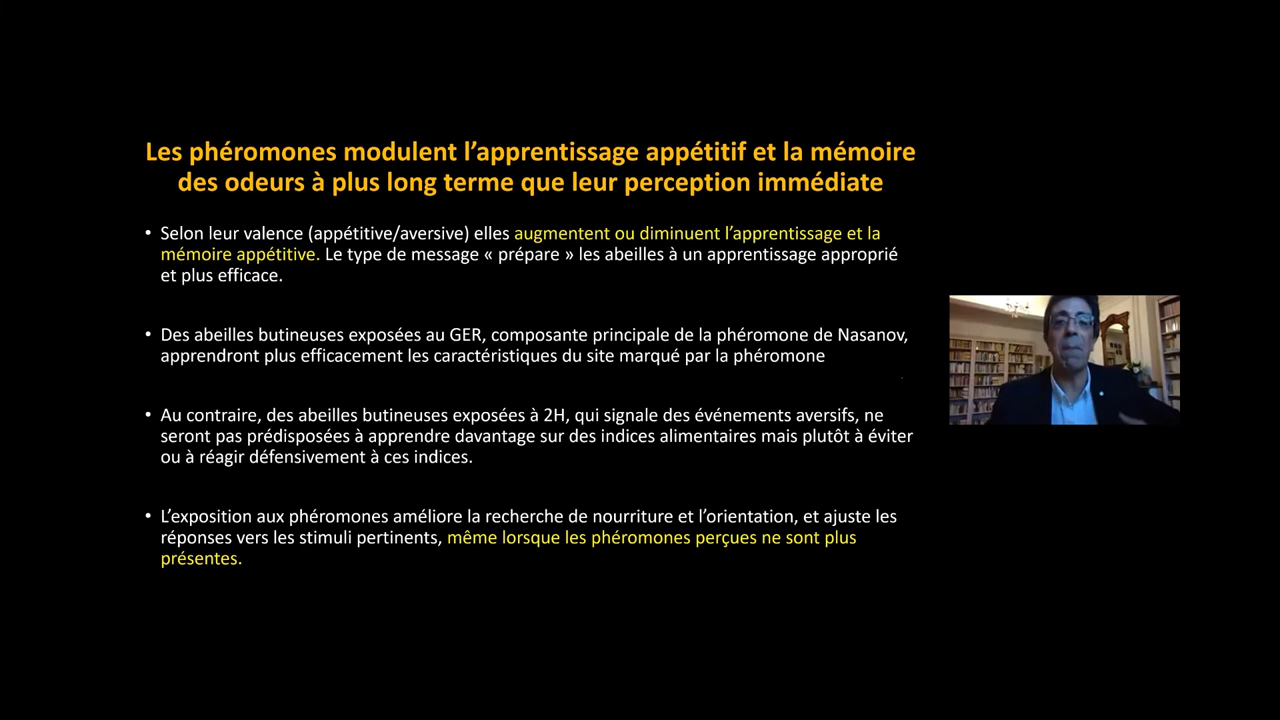 Les phéromones modulent l’apprentissage appétitif et la mémoire
des odeurs à plus long terme que leur perception immédiate
• Selon leur valence (appétitive/aversive) elles augmentent ou diminuent l’apprentissage et la
mémoire appétitive. Le type de message « prépare » les abeilles à un apprentissage approprié
et plus efficace.
• Des abeilles butineuses exposées au GER, composante principale de la phéromone de Nasanov,
apprendront plus efficacement les caractéristiques du site marqué par la phéromone
• Au contraire, des abeilles butineuses exposées à 2H, qui signale des événements aversifs, ne
seront pas prédisposées à apprendre davantage sur des indices alimentaires mais plutôt à éviter
ou à réagir défensivement à ces indices.
• L’exposition aux phéromones améliore la recherche de nourriture et l’orientation, et ajuste les
réponses vers les stimuli pertinents, même lorsque les phéromones perçues ne sont plus
présentes.